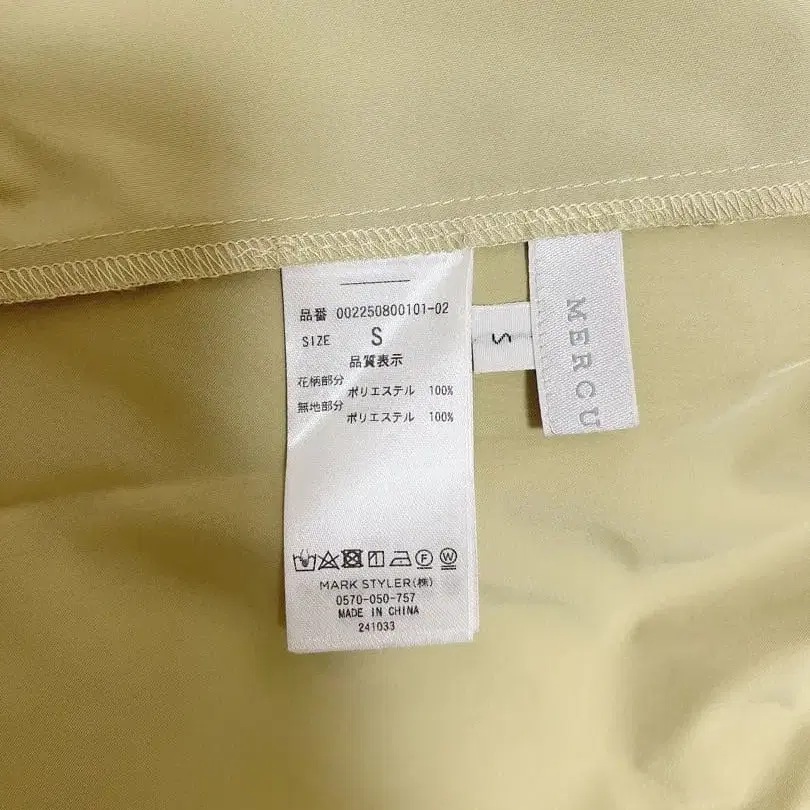 品番 002250800101-02
SIZE S
品質表示
花柄部分
ポリエステル 100%
無地部分
ポリエステル 100%
MARK STYLER(株)
0570-050-757
MADE IN CHINA
241033
S
MERCU